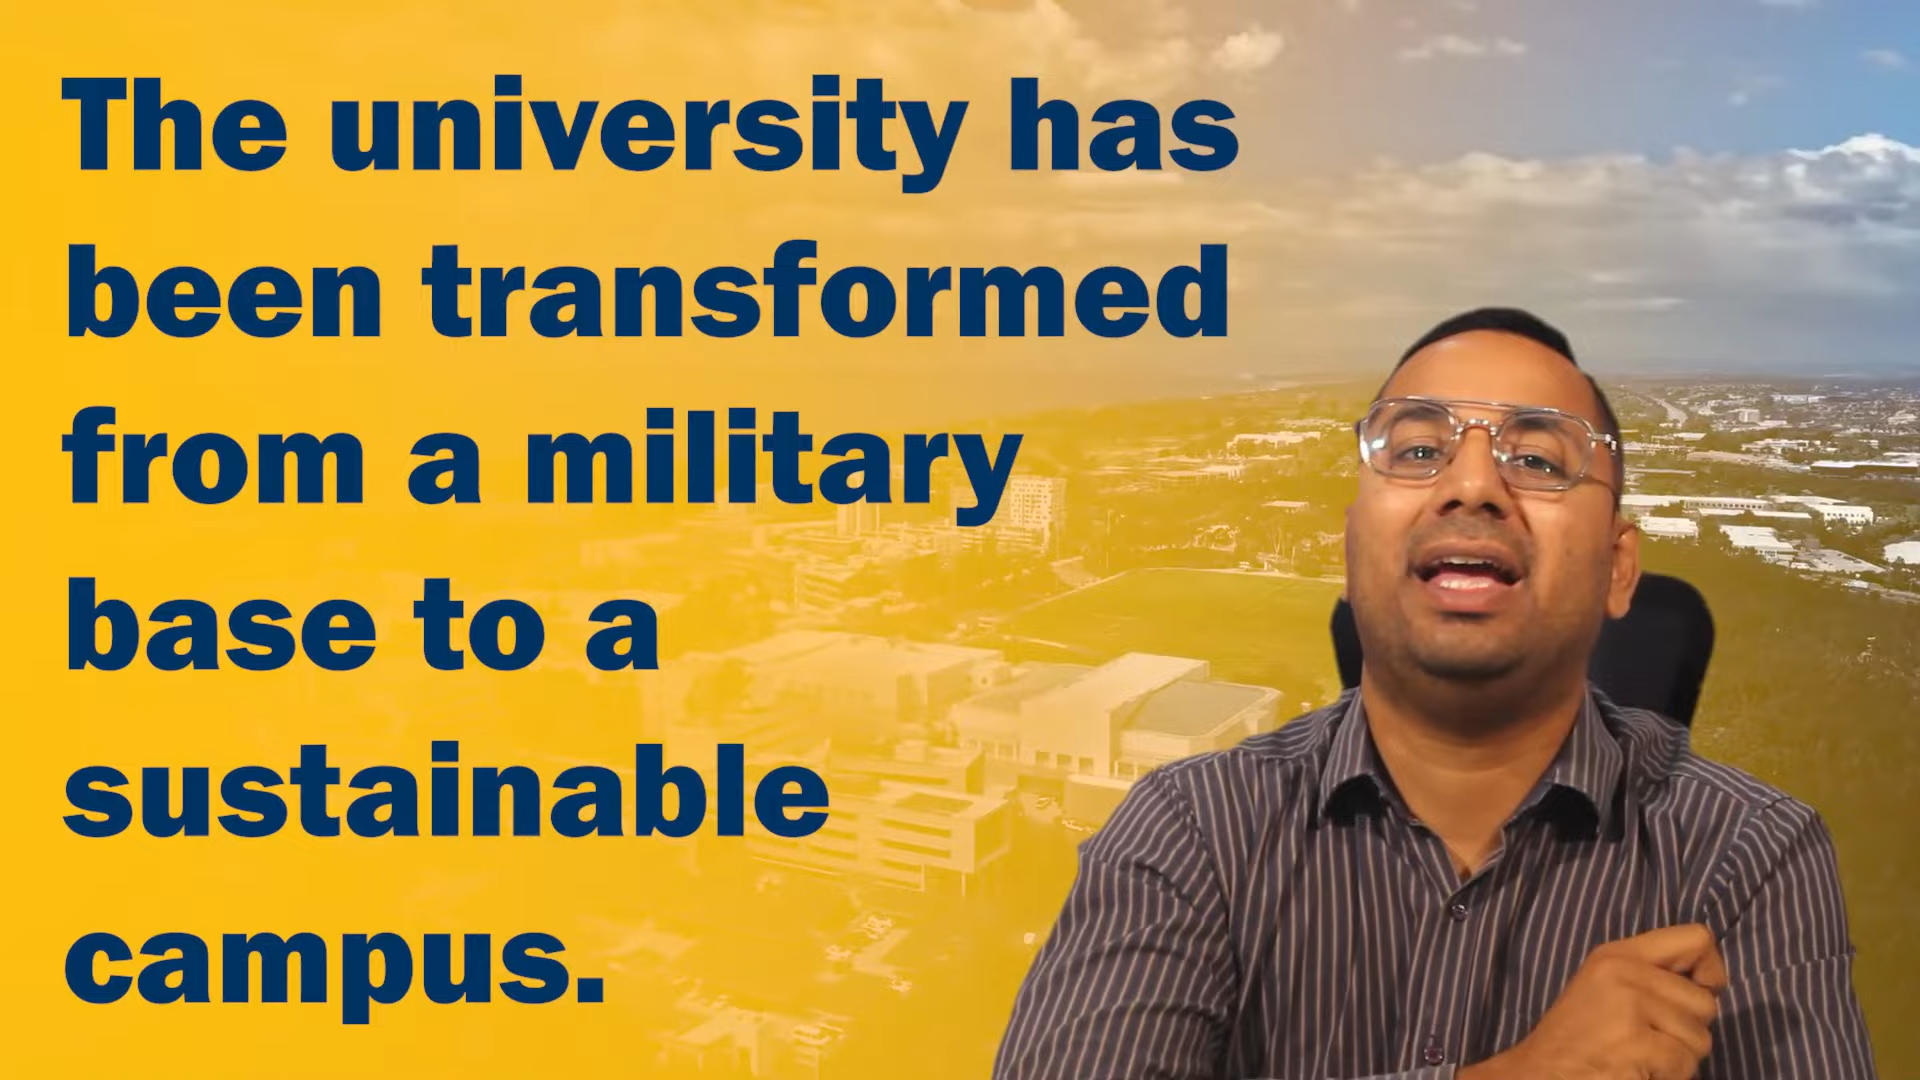 The university has
been transformed
from a military
base to a
sustainable
campus.